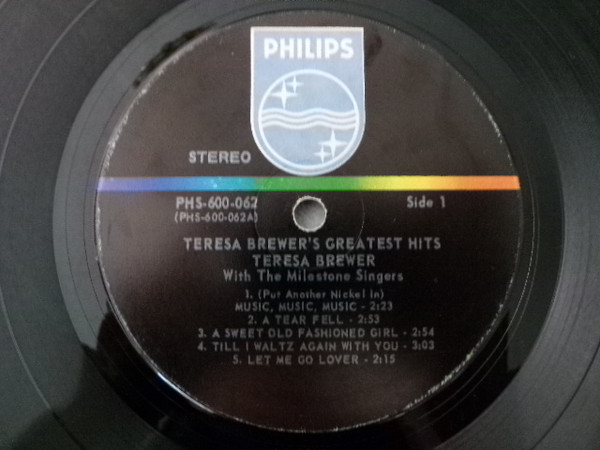 PHILIPS
STEREO
PHS-600-062
Side 1
(PHS-600-062A)
TERESA BREWER'S GREATEST HITS
TERESA BREWER
With The Milestone Singers
1. (Put Another Nickel In)
MUSIC, MUSIC, MUSIC - 2:23
2. A TEAR FELL - 2:53
3. A SWEET OLD FASHIONED GIRL - 2:54
4. TILL I WALTZ AGAIN WITH YOU - 3:03
5. LET ME GO LOVER - 2:15